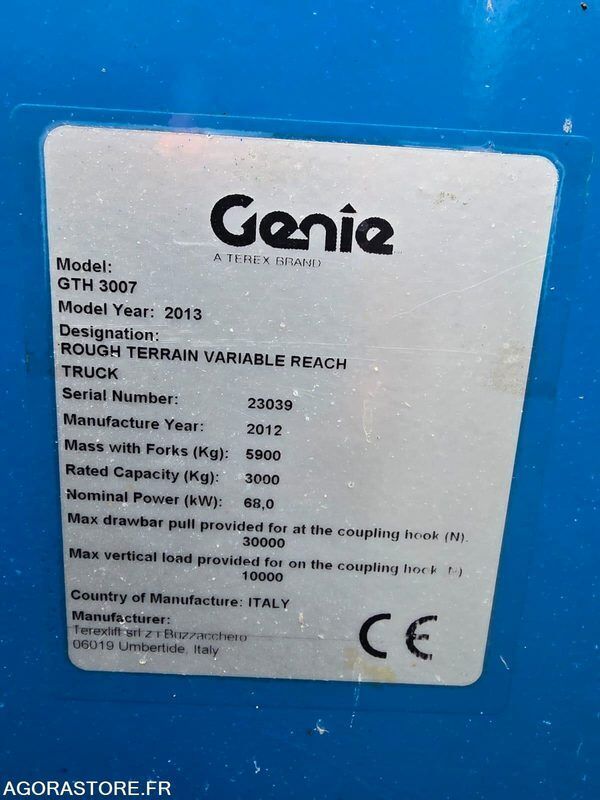 Genie
A TEREX BRAND
Model:
GTH 3007
Model Year: 2013
Designation:
ROUGH TERRAIN VARIABLE REACH
TRUCK
Serial Number: 23039
Manufacture Year: 2012
Mass with Forks (Kg): 5900
Rated Capacity (Kg): 3000
Nominal Power (kW): 68,0
Max drawbar pull provided for at the coupling hook (N).
30000
Max vertical load provided for on the coupling hook
10000
Country of Manufacture: ITALY
Manufacturer:
Terexlift srl Buzzacchero
06019 Umbertide, Italy
CE
AGORASTORE.FR